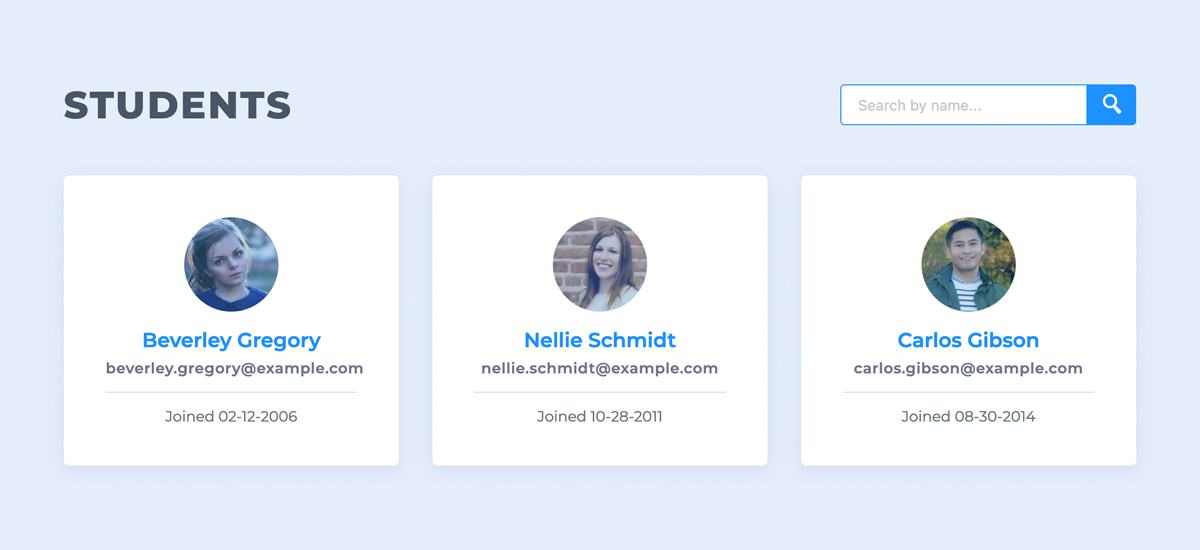 STUDENTS
Search by name...
Beverley Gregory
beverley.gregory@example.com
Joined 02-12-2006
Nellie Schmidt
nellie.schmidt@example.com
Joined 10-28-2011
Carlos Gibson
carlos.gibson@example.com
Joined 08-30-2014